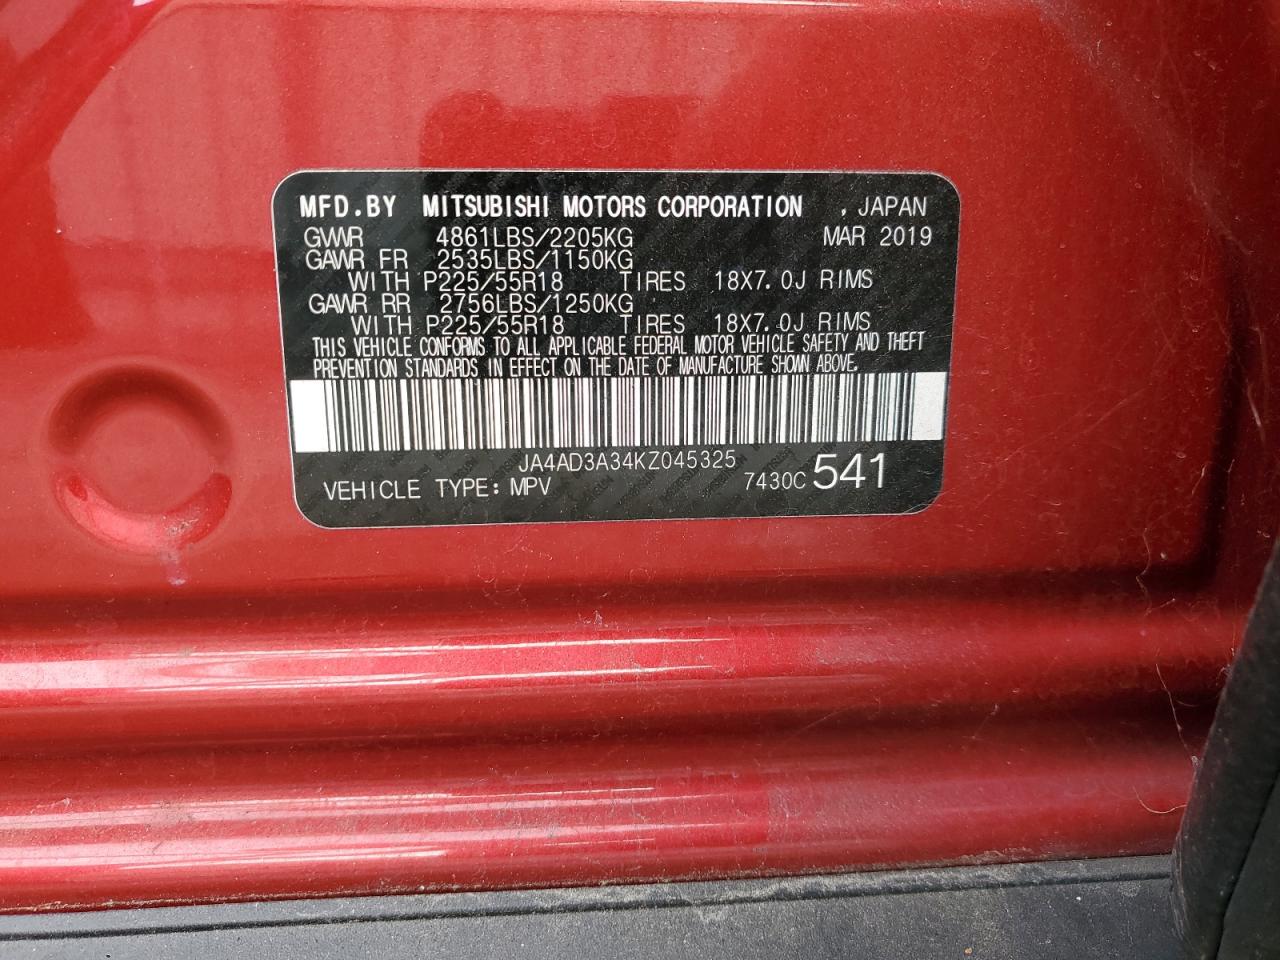 MFD.BY MITSUBISHI MOTORS CORPORATION , JAPAN
GVWR 4861LBS/2205KG MAR 2019
GAWR FR 2535LBS/1150KG
WITH P225/55R18 TIRES 18X7.0J RIMS
GAWR RR 2756LBS/1250KG
WITH P225/55R18 TIRES 18X7.0J RIMS
THIS VEHICLE CONFORMS TO ALL APPLICABLE FEDERAL MOTOR VEHICLE SAFETY AND THEFT
PREVENTION STANDARDS IN EFFECT ON THE DATE OF MANUFACTURE SHOWN ABOVE.
JA4AD3A34KZ045325
VEHICLE TYPE: MPV 7430C 541